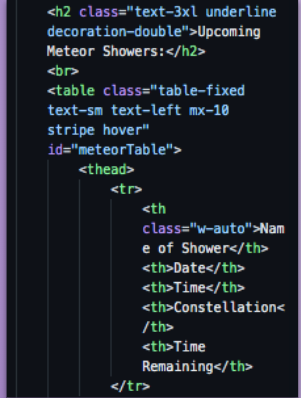 <h2 class="text-3xl underline
decoration-double">Upcoming
Meteor Showers:</h2>
<br>
<table class="table-fixed
text-sm text-left mx-10
stripe hover"
id="meteorTable">
<thead>
<tr>
<th
class="w-auto">Nam
e of Shower</th>
<th>Date</th>
<th>Time</th>
<th>Constellation<
/th>
<th>Time
Remaining</th>
</tr>